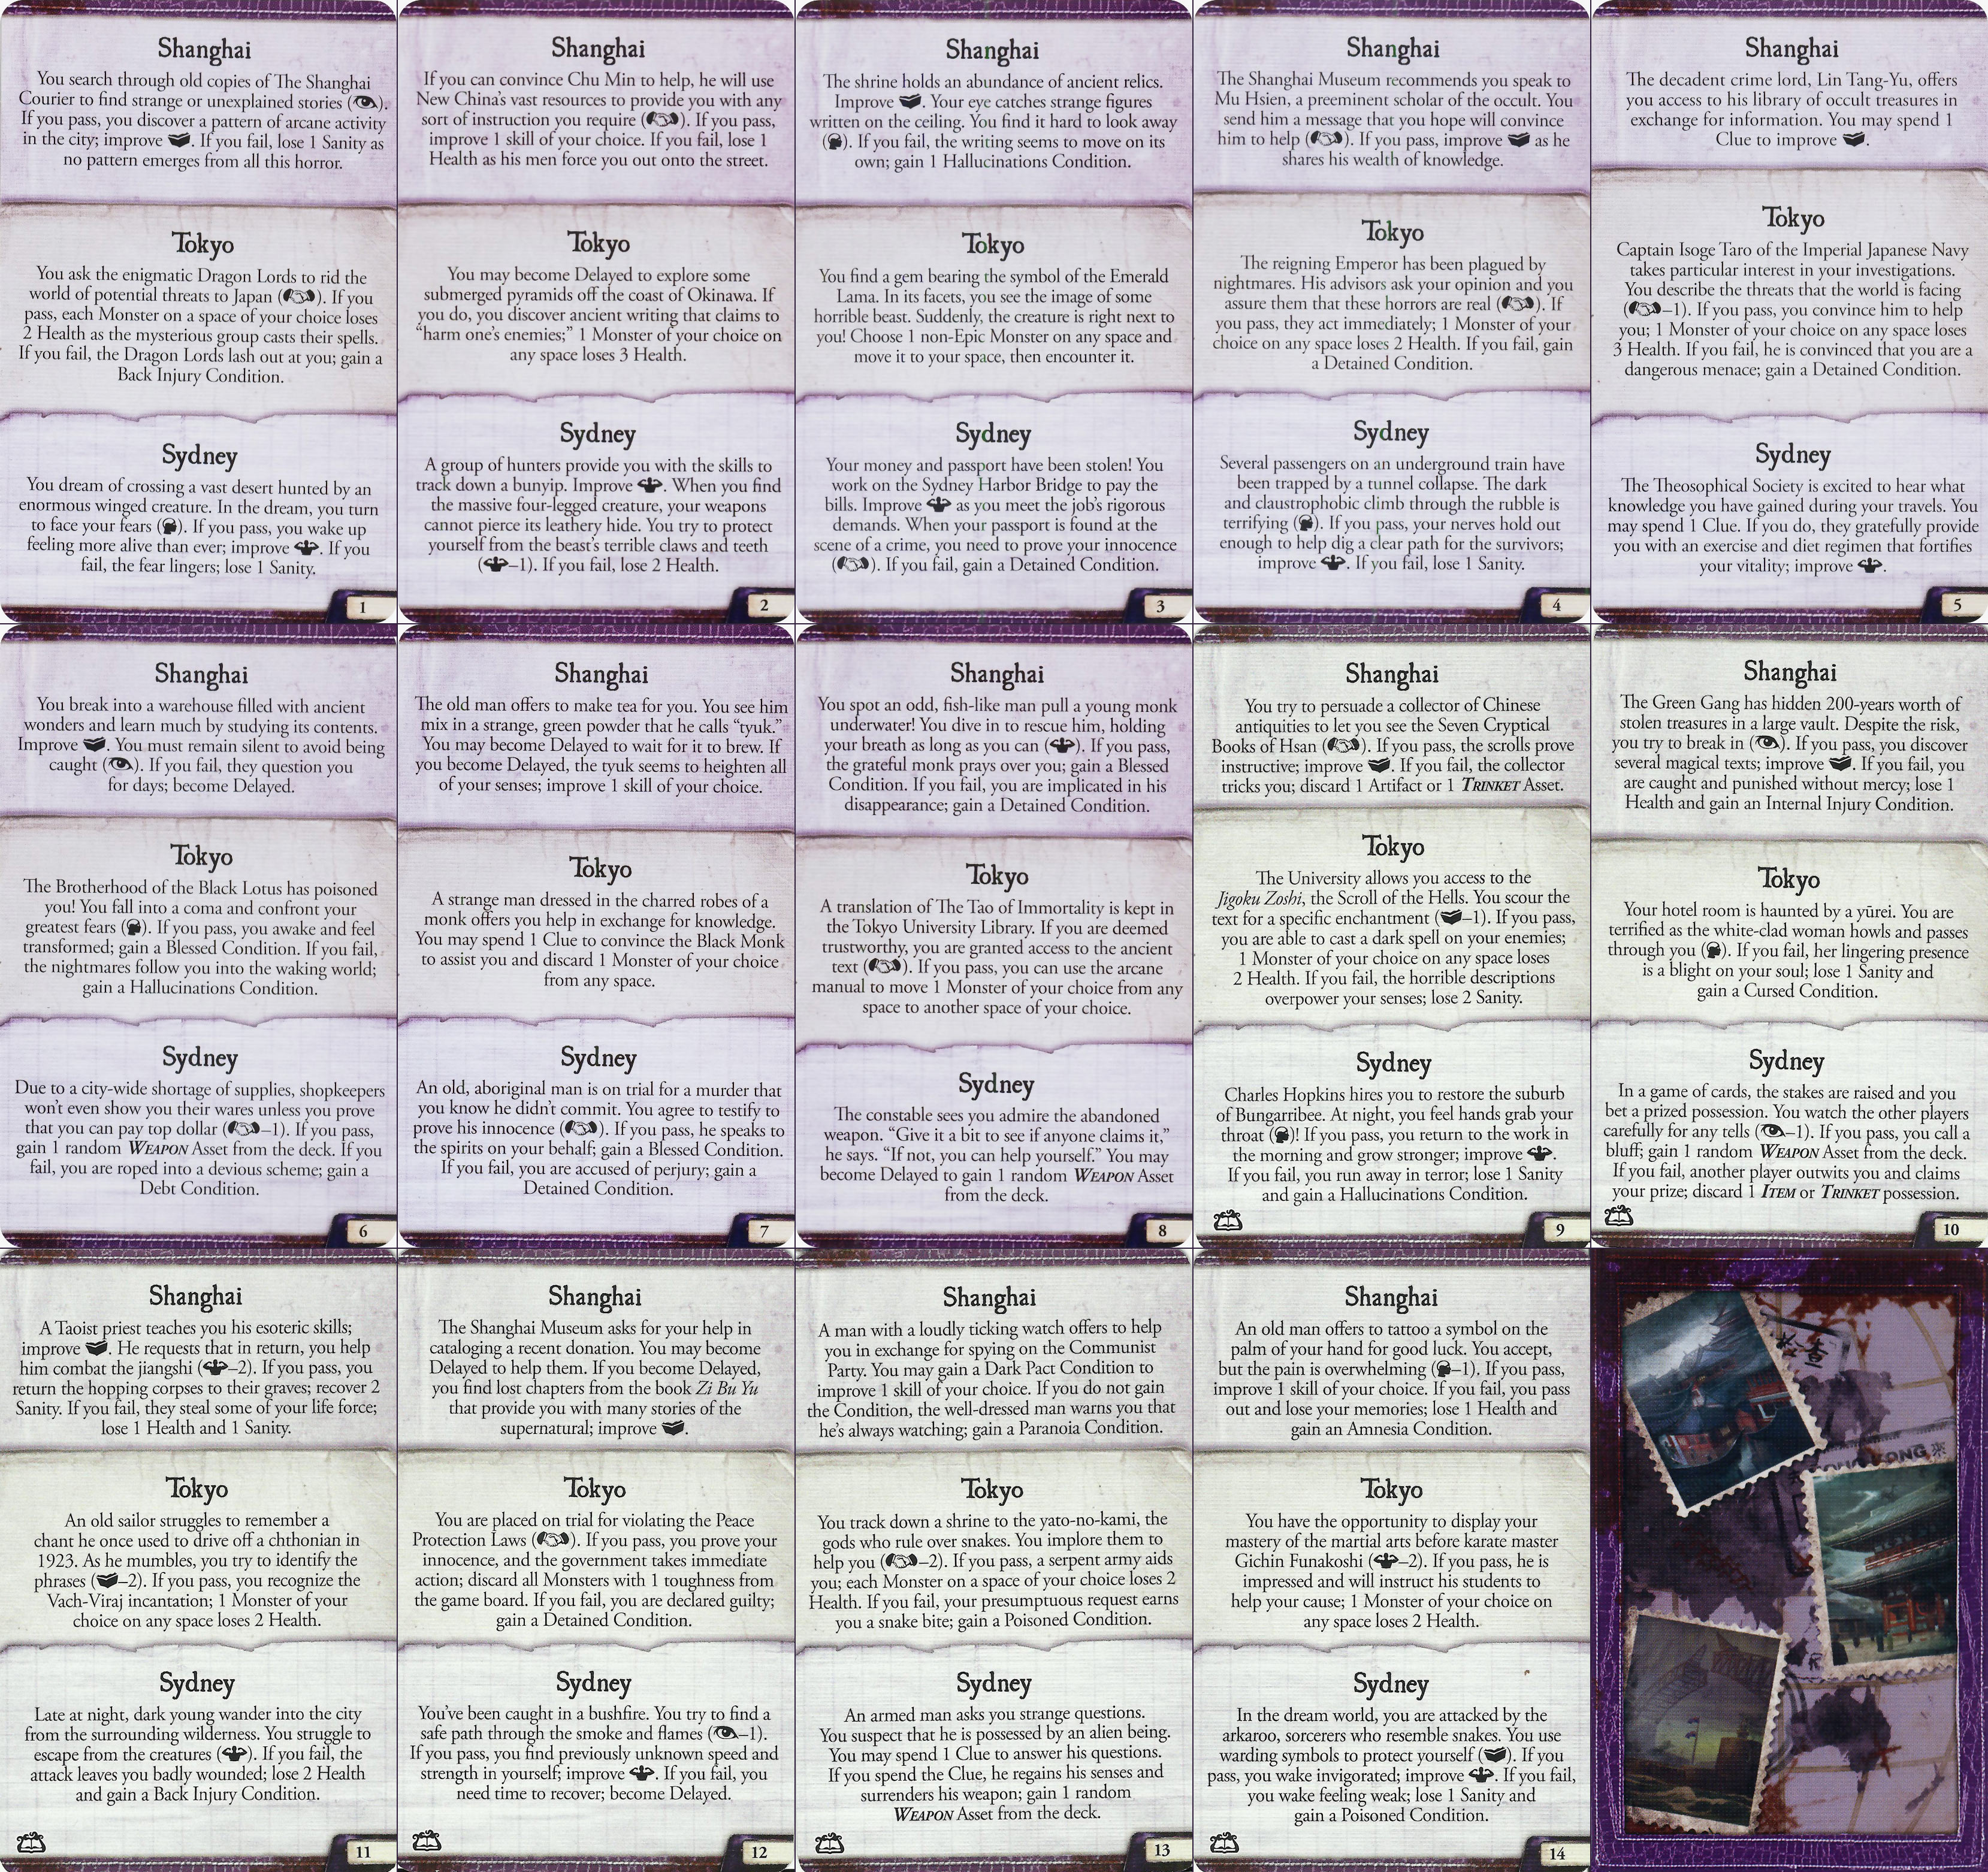 Shanghai
You search through old copies of The Shanghai
Courier to find strange or unexplained stories ( ).
If you pass, you discover a pattern of arcane activity
in the city; improve . If you fail, lose 1 Sanity as
no pattern emerges from all this horror.
Tokyo
You ask the enigmatic Dragon Lords to rid the
world of potential threats to Japan ( ). If you
pass, each Monster on a space of your choice loses
2 Health as the mysterious group casts their spells.
If you fail, the Dragon Lords lash out at you; gain a
Back Injury Condition.
Sydney
You dream of crossing a vast desert hunted by an
enormous winged creature. In the dream, you turn
to face your fears ( ). If you pass, you wake up
feeling more alive than ever; improve . If you
fail, the fear lingers; lose 1 Sanity.
1
Shanghai
If you can convince Chu Min to help, he will use
New China's vast resources to provide you with any
sort of instruction you require ( ). If you pass,
improve 1 skill of your choice. If you fail, lose 1
Health as his men force you out onto the street.
Tokyo
You may become Delayed to explore some
submerged pyramids off the coast of Okinawa. If
you do, you discover ancient writing that claims to
“harm one's enemies;” 1 Monster of your choice on
any space loses 3 Health.
Sydney
A group of hunters provide you with the skills to
track down a bunyip. Improve . When you find
the massive four-legged creature, your weapons
cannot pierce its leathery hide. You try to protect
yourself from the beast's terrible claws and teeth
( –1). If you fail, lose 2 Health.
2
Shanghai
The shrine holds an abundance of ancient relics.
Improve . Your eye catches strange figures
written on the ceiling. You find it hard to look away
( ). If you fail, the writing seems to move on its
own; gain 1 Hallucinations Condition.
Tokyo
You find a gem bearing the symbol of the Emerald
Lama. In its facets, you see the image of some
horrible beast. Suddenly, the creature is right next to
you! Choose 1 non-Epic Monster on any space and
move it to your space, then encounter it.
Sydney
Your money and passport have been stolen! You
work on the Sydney Harbor Bridge to pay the
bills. Improve as you meet the job's rigorous
demands. When your passport is found at the
scene of a crime, you need to prove your innocence
( ). If you fail, gain a Detained Condition.
3
Shanghai
The Shanghai Museum recommends you speak to
Mu Hsien, a preeminent scholar of the occult. You
send him a message that you hope will convince
him to help ( ). If you pass, improve as he
shares his wealth of knowledge.
Tokyo
The reigning Emperor has been plagued by
nightmares. His advisors ask your opinion and you
assure them that these horrors are real ( ). If
you pass, they act immediately; 1 Monster of your
choice on any space loses 2 Health. If you fail, gain
a Detained Condition.
Sydney
Several passengers on an underground train have
been trapped by a tunnel collapse. The dark
and claustrophobic climb through the rubble is
terrifying ( ). If you pass, your nerves hold out
enough to help dig a clear path for the survivors;
improve . If you fail, lose 1 Sanity.
4
Shanghai
The decadent crime lord, Lin Tang-Yu, offers
you access to his library of occult treasures in
exchange for information. You may spend 1
Clue to improve .
Tokyo
Captain Isoge Taro of the Imperial Japanese Navy
takes particular interest in your investigations.
You describe the threats that the world is facing
( –1). If you pass, you convince him to help
you; 1 Monster of your choice on any space loses
3 Health. If you fail, he is convinced that you are a
dangerous menace; gain a Detained Condition.
Sydney
The Theosophical Society is excited to hear what
knowledge you have gained during your travels. You
may spend 1 Clue. If you do, they gratefully provide
you with an exercise and diet regimen that fortifies
your vitality; improve .
5
Shanghai
You break into a warehouse filled with ancient
wonders and learn much by studying its contents.
Improve . You must remain silent to avoid being
caught ( ). If you fail, they question you
for days; become Delayed.
Tokyo
The Brotherhood of the Black Lotus has poisoned
you! You fall into a coma and confront your
greatest fears ( ). If you pass, you awake and feel
transformed; gain a Blessed Condition. If you fail,
the nightmares follow you into the waking world;
gain a Hallucinations Condition.
Sydney
Due to a city-wide shortage of supplies, shopkeepers
won't even show you their wares unless you prove
that you can pay top dollar ( –1). If you pass,
gain 1 random WEAPON Asset from the deck. If you
fail, you are roped into a devious scheme; gain a
Debt Condition.
6
Shanghai
The old man offers to make tea for you. You see him
mix in a strange, green powder that he calls “tyuk.”
You may become Delayed to wait for it to brew. If
you become Delayed, the tyuk seems to heighten all
of your senses; improve 1 skill of your choice.
Tokyo
A strange man dressed in the charred robes of a
monk offers you help in exchange for knowledge.
You may spend 1 Clue to convince the Black Monk
to assist you and discard 1 Monster of your choice
from any space.
Sydney
An old, aboriginal man is on trial for a murder that
you know he didn't commit. You agree to testify to
prove his innocence ( ). If you pass, he speaks to
the spirits on your behalf; gain a Blessed Condition.
If you fail, you are accused of perjury; gain a
Detained Condition.
7
Shanghai
You spot an odd, fish-like man pull a young monk
underwater! You dive in to rescue him, holding
your breath as long as you can ( ). If you pass,
the grateful monk prays over you; gain a Blessed
Condition. If you fail, you are implicated in his
disappearance; gain a Detained Condition.
Tokyo
A translation of The Tao of Immortality is kept in
the Tokyo University Library. If you are deemed
trustworthy, you are granted access to the ancient
text ( ). If you pass, you can use the arcane
manual to move 1 Monster of your choice from any
space to another space of your choice.
Sydney
The constable sees you admire the abandoned
weapon. “Give it a bit to see if anyone claims it,”
he says. “If not, you can help yourself.” You may
become Delayed to gain 1 random WEAPON Asset
from the deck.
8
Shanghai
You try to persuade a collector of Chinese
antiquities to let you see the Seven Cryptical
Books of Hsan ( ). If you pass, the scrolls prove
instructive; improve . If you fail, the collector
tricks you; discard 1 Artifact or 1 TRINKET Asset.
Tokyo
The University allows you access to the
Jigoku Zoshi, the Scroll of the Hells. You scour the
text for a specific enchantment ( –1). If you pass,
you are able to cast a dark spell on your enemies;
1 Monster of your choice on any space loses
2 Health. If you fail, the horrible descriptions
overpower your senses; lose 2 Sanity.
Sydney
Charles Hopkins hires you to restore the suburb
of Bungarribee. At night, you feel hands grab your
throat ( )! If you pass, you return to the work in
the morning and grow stronger; improve .
If you fail, you run away in terror; lose 1 Sanity
and gain a Hallucinations Condition.
9
Shanghai
The Green Gang has hidden 200-years worth of
stolen treasures in a large vault. Despite the risk,
you try to break in ( ). If you pass, you discover
several magical texts; improve . If you fail, you
are caught and punished without mercy; lose 1
Health and gain an Internal Injury Condition.
Tokyo
Your hotel room is haunted by a yūrei. You are
terrified as the white-clad woman howls and passes
through you ( ). If you fail, her lingering presence
is a blight on your soul; lose 1 Sanity and
gain a Cursed Condition.
Sydney
In a game of cards, the stakes are raised and you
bet a prized possession. You watch the other players
carefully for any tells ( –1). If you pass, you call a
bluff; gain 1 random WEAPON Asset from the deck.
If you fail, another player outwits you and claims
your prize; discard 1 ITEM or TRINKET possession.
10
Shanghai
A Taoist priest teaches you his esoteric skills;
improve . He requests that in return, you help
him combat the jiangshi ( –2). If you pass, you
return the hopping corpses to their graves; recover 2
Sanity. If you fail, they steal some of your life force;
lose 1 Health and 1 Sanity.
Tokyo
An old sailor struggles to remember a
chant he once used to drive off a chthonian in
1923. As he mumbles, you try to identify the
phrases ( –2). If you pass, you recognize the
Vach-Viraj incantation; 1 Monster of your
choice on any space loses 2 Health.
Sydney
Late at night, dark young wander into the city
from the surrounding wilderness. You struggle to
escape from the creatures ( ). If you fail, the
attack leaves you badly wounded; lose 2 Health
and gain a Back Injury Condition.
11
Shanghai
The Shanghai Museum asks for your help in
cataloging a recent donation. You may become
Delayed to help them. If you become Delayed,
you find lost chapters from the book Zi Bu Yu
that provide you with many stories of the
supernatural; improve .
Tokyo
You are placed on trial for violating the Peace
Protection Laws ( ). If you pass, you prove your
innocence, and the government takes immediate
action; discard all Monsters with 1 toughness from
the game board. If you fail, you are declared guilty;
gain a Detained Condition.
Sydney
You've been caught in a bushfire. You try to find a
safe path through the smoke and flames ( –1).
If you pass, you find previously unknown speed and
strength in yourself; improve . If you fail, you
need time to recover; become Delayed.
12
Shanghai
A man with a loudly ticking watch offers to help
you in exchange for spying on the Communist
Party. You may gain a Dark Pact Condition to
improve 1 skill of your choice. If you do not gain
the Condition, the well-dressed man warns you that
he's always watching; gain a Paranoia Condition.
Tokyo
You track down a shrine to the yato-no-kami, the
gods who rule over snakes. You implore them to
help you ( –2). If you pass, a serpent army aids
you; each Monster on a space of your choice loses 2
Health. If you fail, your presumptuous request earns
you a snake bite; gain a Poisoned Condition.
Sydney
An armed man asks you strange questions.
You suspect that he is possessed by an alien being.
You may spend 1 Clue to answer his questions.
If you spend the Clue, he regains his senses and
surrenders his weapon; gain 1 random
WEAPON Asset from the deck.
13
Shanghai
An old man offers to tattoo a symbol on the
palm of your hand for good luck. You accept,
but the pain is overwhelming ( –1). If you pass,
improve 1 skill of your choice. If you fail, you pass
out and lose your memories; lose 1 Health and
gain an Amnesia Condition.
Tokyo
You have the opportunity to display your
mastery of the martial arts before karate master
Gichin Funakoshi ( –2). If you pass, he is
impressed and will instruct his students to
help your cause; 1 Monster of your choice on
any space loses 2 Health.
Sydney
In the dream world, you are attacked by the
arkaroo, sorcerers who resemble snakes. You use
warding symbols to protect yourself ( ). If you
pass, you wake invigorated; improve . If you fail,
you wake feeling weak; lose 1 Sanity and
gain a Poisoned Condition.
14